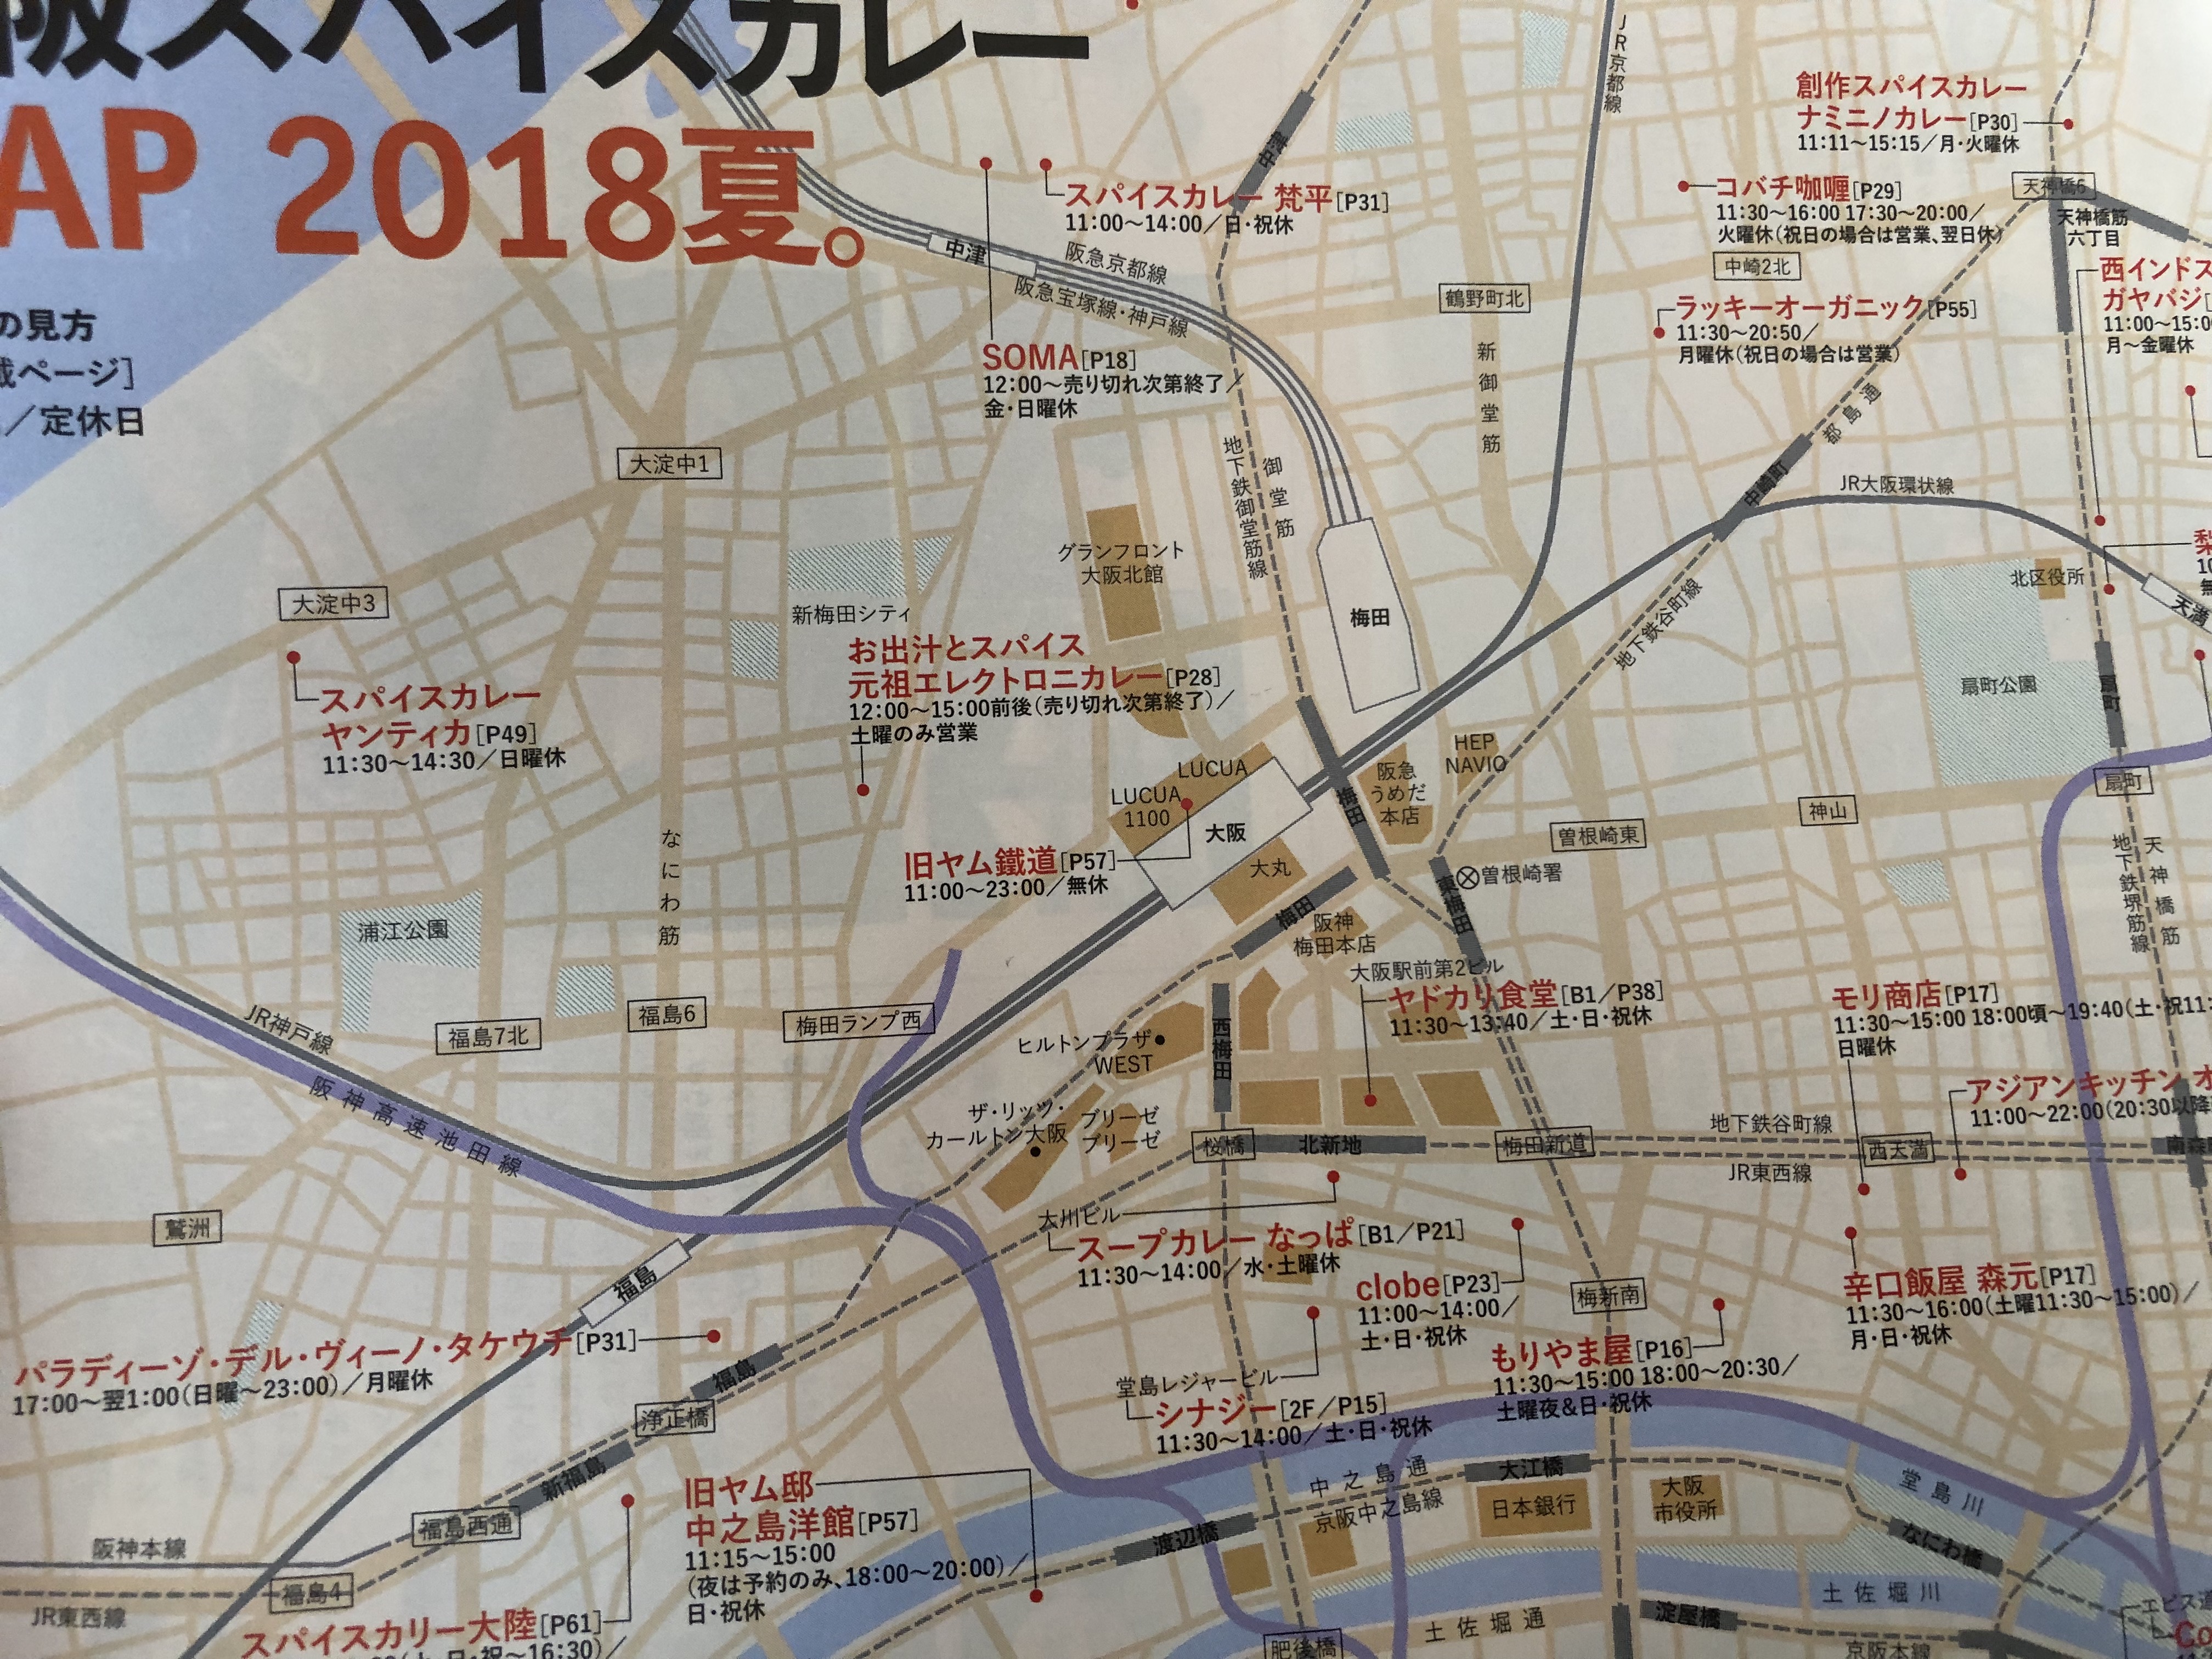 阪スパイスカレー
AP 2018夏。
の見方
載ページ]
／定休日
スパイスカレー 梵平[P31]
11:00〜14:00／日・祝休
SOMA[P18]
12:00〜売り切れ次第終了／
金・日曜休
創作スパイスカレー
ナミニノカレー[P30]
11:11〜15:15／月・火曜休
コバチ咖喱[P29]
11:30〜16:00 17:30〜20:00／
火曜休(祝日の場合は営業、翌日休)
ラッキーオーガニック[P55]
11:30〜20:50／
月曜休(祝日の場合は営業)
西インドス
ガヤバジ[
11:00〜15:0
月〜金曜休
JR京都線
中津
中津
阪急京都線
阪急宝塚線・神戸線
天神橋6
天神橋筋
六丁目
中崎2北
鶴野町北
新御堂筋
都島通
中崎町
JR大阪環状線
地下鉄谷町線
地下鉄御堂筋線
御堂筋
大淀中1
大淀中3
新梅田シティ
グランフロント
大阪北館
梅田
北区役所
扇町公園
天満
扇町
扇町
スパイスカレー
ヤンティカ[P49]
11:30〜14:30／日曜休
お出汁とスパイス
元祖エレクトロニカレー[P28]
12:00〜15:00前後(売り切れ次第終了)／
土曜のみ営業
LUCUA
LUCUA
1100
大阪
大丸
梅田
阪急
うめだ
本店
HEP
NAVIO
曽根崎東
神山
旧ヤム鐵道[P57]
11:00〜23:00／無休
なにわ筋
浦江公園
梅田
東梅田
曽根崎署
阪神
梅田本店
大阪駅前第2ビル
ヤドカリ食堂[B1／P38]
11:30〜13:40／土・日・祝休
地下鉄堺筋線
天神橋筋
モリ商店[P17]
11:30〜15:00 18:00頃〜19:40(土・祝11:
日曜休
アジアンキッチン オ
11:00〜22:00(20:30以降
JR神戸線
阪神高速池田線
福島7北
福島6
梅田ランプ西
ヒルトンプラザ
WEST
西梅田
ザ・リッツ・
カールトン大阪
ブリーゼ
ブリーゼ
桜橋
北新地
梅田新道
地下鉄谷町線
JR東西線
西天満
南森
鷺洲
大川ビル
スープカレー なっぱ[B1／P21]
11:30〜14:00／水・土曜休
clobe[P23]
11:00〜14:00／
土・日・祝休
梅新南
辛口飯屋 森元[P17]
11:30〜16:00(土曜11:30〜15:00)／
月・日・祝休
福島
パラディーゾ・デル・ヴィーノ・タケウチ[P31]
17:00〜翌1:00(日曜〜23:00)／月曜休
福島
浄正橋
もりやま屋[P16]
11:30〜15:00 18:00〜20:30／
土曜夜&日・祝休
堂島レジャービル
シナジー[2F／P15]
11:30〜14:00／土・日・祝休
新福島
福島西通
旧ヤム邸
中之島洋館[P57]
11:15〜15:00
(夜は予約のみ、18:00〜20:00)／
日・祝休
中之島通
京阪中之島線
大江橋
日本銀行
大阪
市役所
堂島川
渡辺橋
なにわ橋
阪神本線
福島4
JR東西線
スパイスカリー大陸[P61]
土佐堀川
土佐堀通
淀屋橋
肥後橋
京阪本線